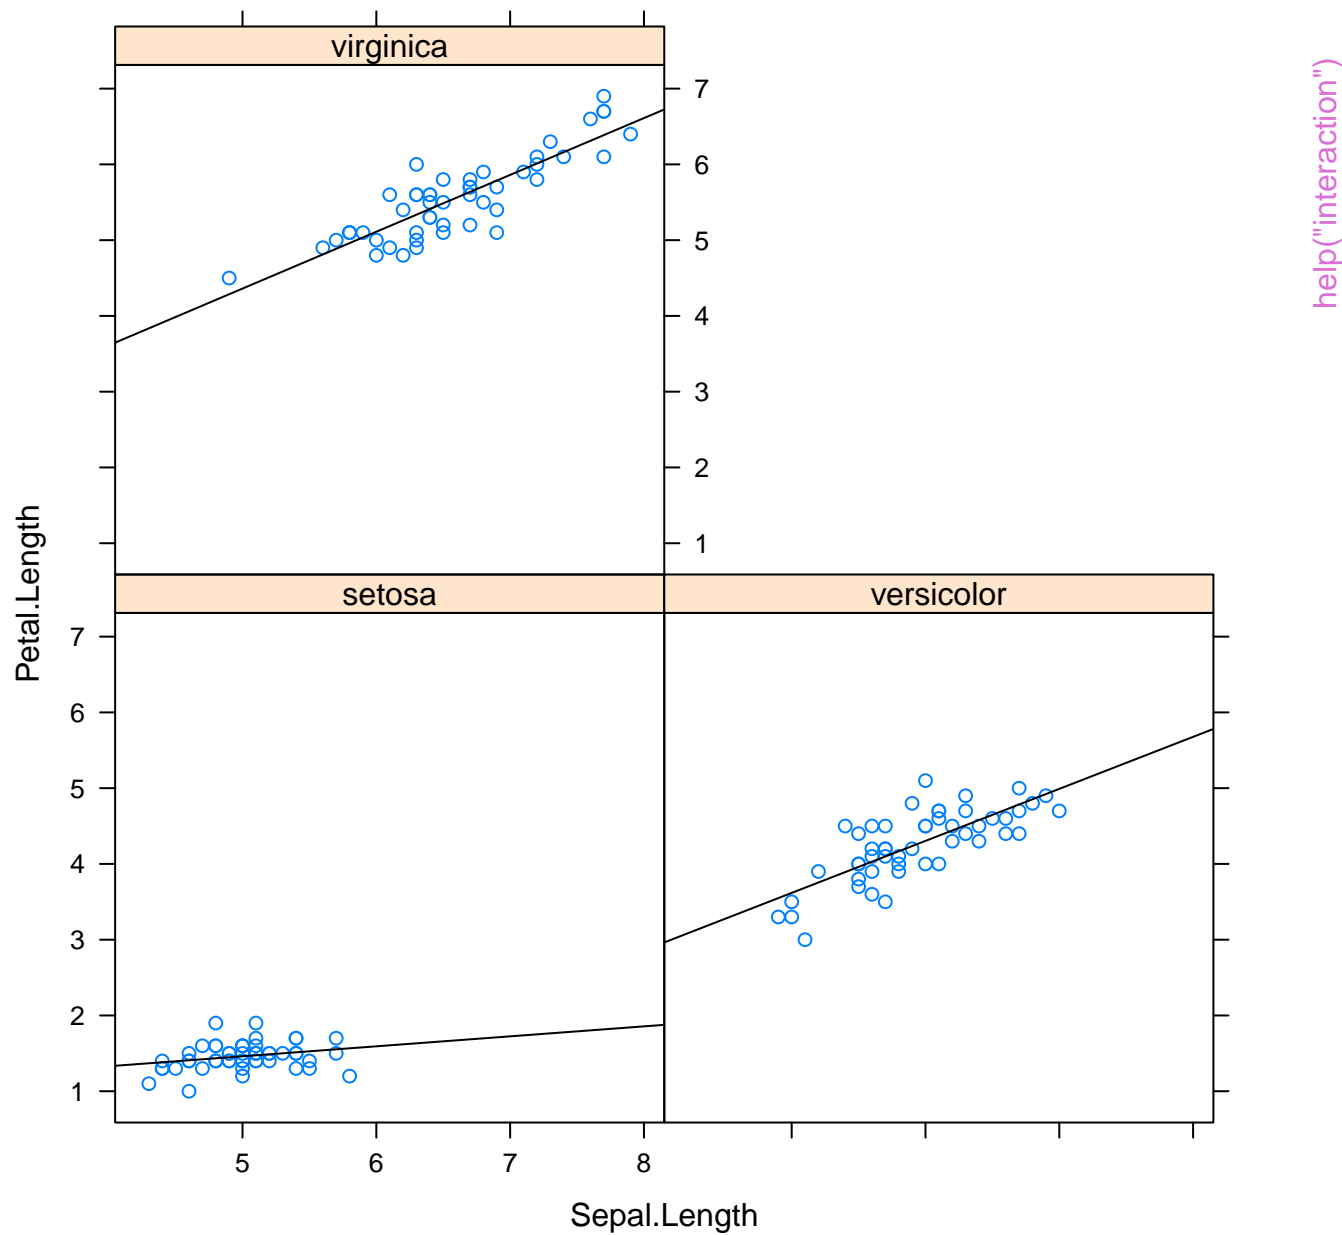 virginica
7
6
5
4
3
2
1
help("interaction")
Petal.Length
setosa
versicolor
7
6
5
4
3
2
1
5 6 7 8
Sepal.Length